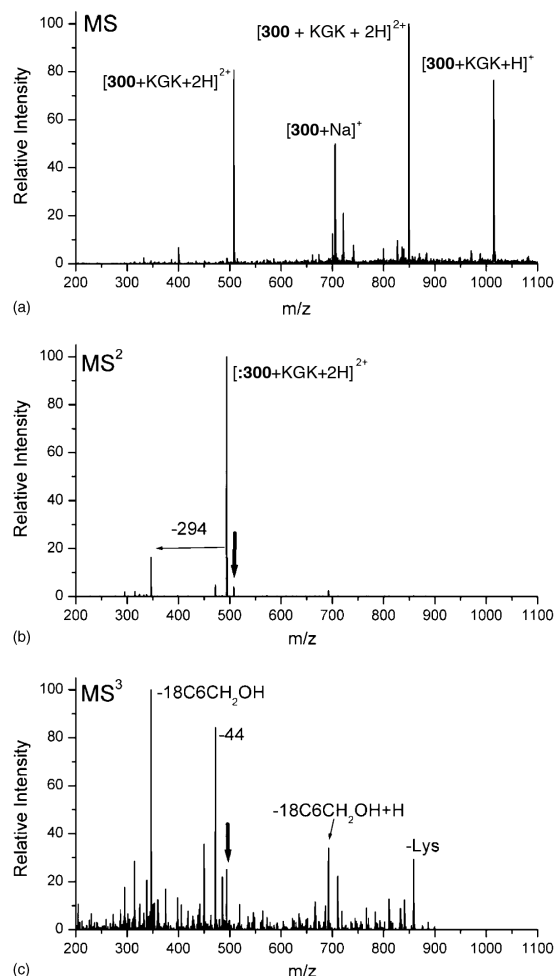 MS
[300 + KGK + 2H]²⁺
[300+KGK+2H]²⁺
[300+KGK+H]⁺
[300+Na]⁺
Relative Intensity
100
80
60
40
20
0
200 300 400 500 600 700 800 900 1000 1100
m/z
(a)
MS²
[:300+KGK+2H]²⁺
-294
Relative Intensity
100
80
60
40
20
0
200 300 400 500 600 700 800 900 1000 1100
m/z
(b)
MS³
-18C6CH₂OH
-44
-18C6CH₂OH+H
-Lys
Relative Intensity
100
80
60
40
20
0
200 300 400 500 600 700 800 900 1000 1100
m/z
(c)